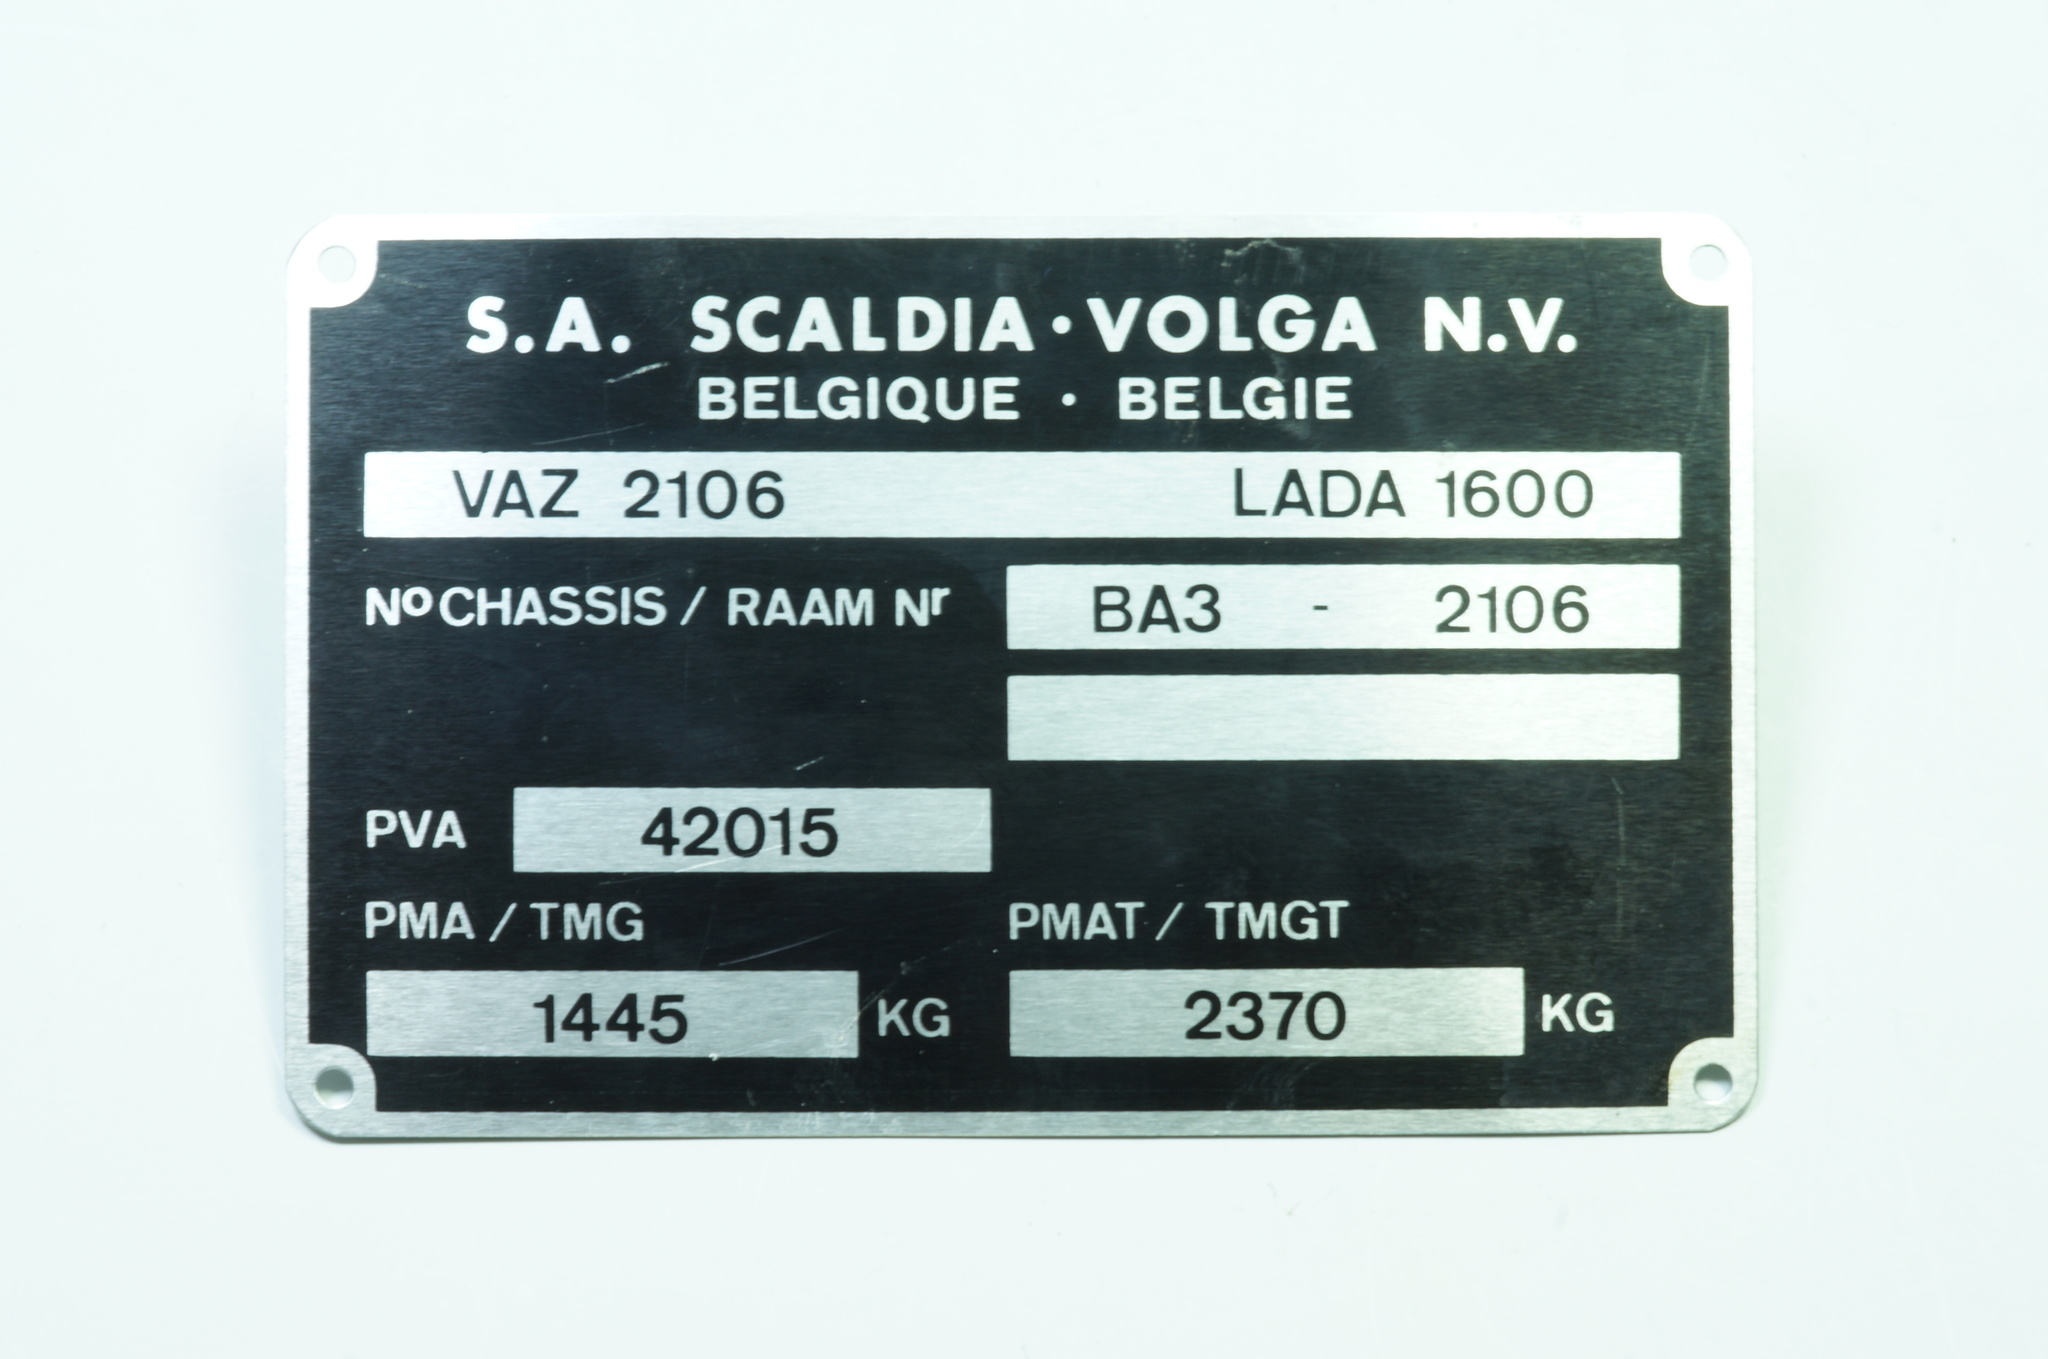 S.A. SCALDIA·VOLGA N.V.
BELGIQUE · BELGIE
VAZ 2106 LADA 1600
No CHASSIS / RAAM Nr BA3 - 2106
PVA 42015
PMA / TMG PMAT / TMGT
1445 KG 2370 KG